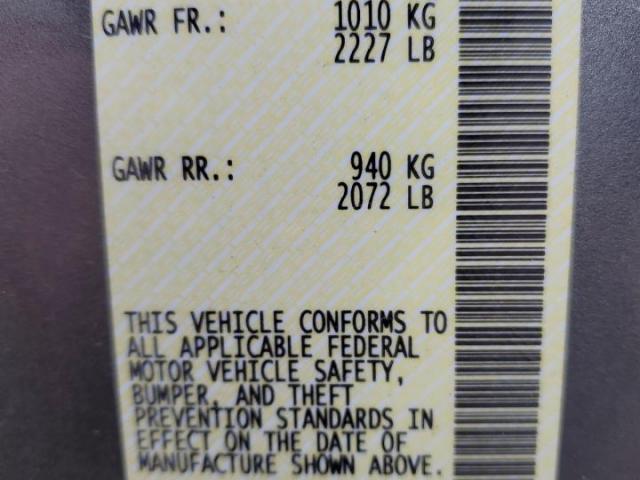 GAWR FR.: 1010 KG
2227 LB
GAWR RR.: 940 KG
2072 LB
THIS VEHICLE CONFORMS TO
ALL APPLICABLE FEDERAL
MOTOR VEHICLE SAFETY,
BUMPER, AND THEFT
PREVENTION STANDARDS IN
EFFECT ON THE DATE OF
MANUFACTURE SHOWN ABOVE.